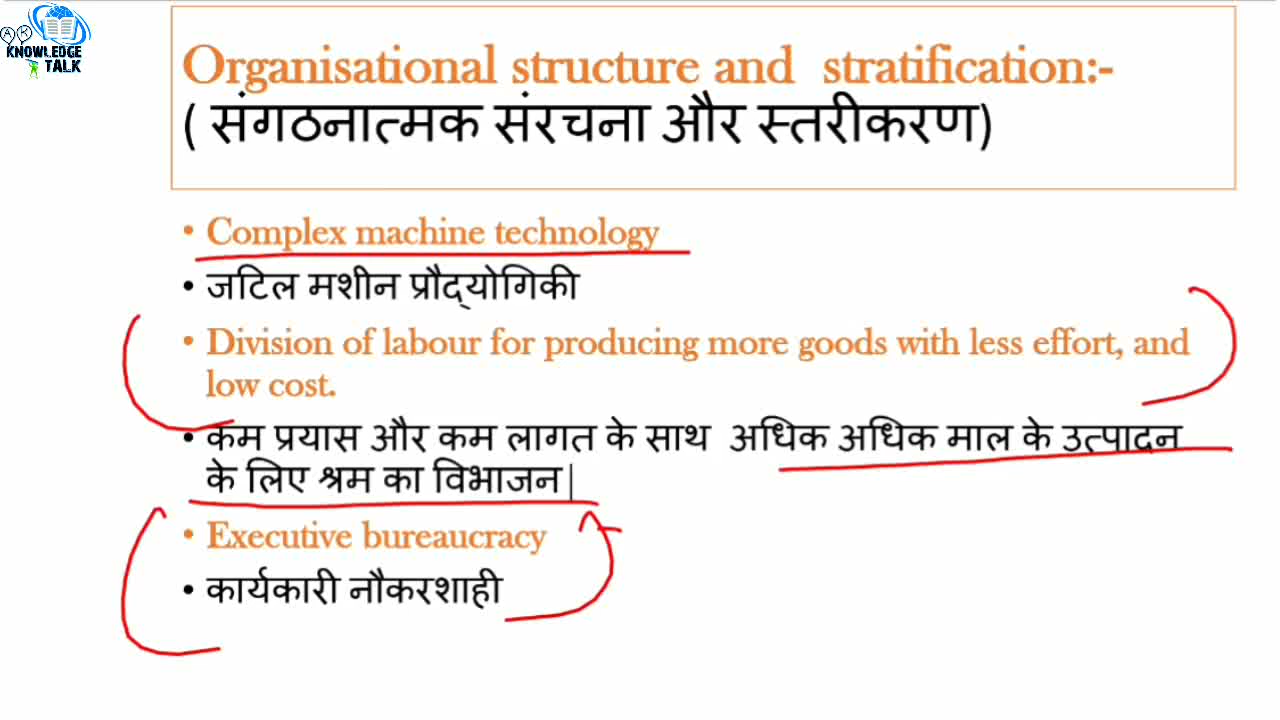 AK
KNOWLEDGE
TALK
Organisational structure and stratification:-
( संगठनात्मक संरचना और स्तरीकरण)
• Complex machine technology
• जटिल मशीन प्रौद्योगिकी
• Division of labour for producing more goods with less effort, and
low cost.
• कम प्रयास और कम लागत के साथ अधिक अधिक माल के उत्पादन
के लिए श्रम का विभाजन|
• Executive bureaucracy
• कार्यकारी नौकरशाही